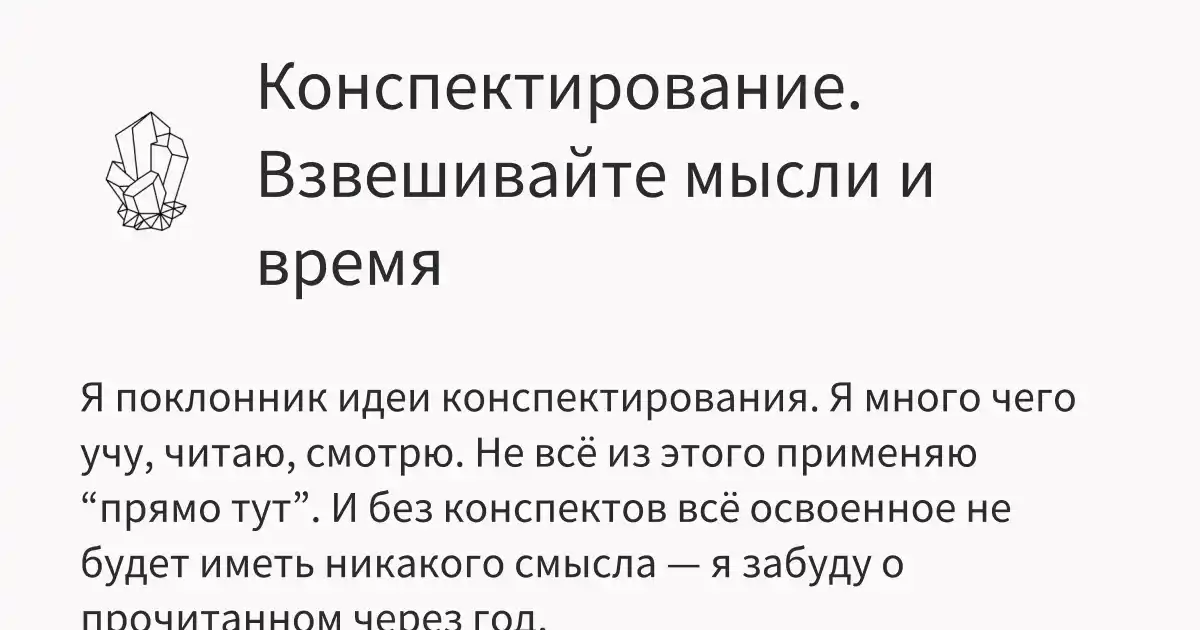 Конспектирование.
Взвешивайте мысли и
время
Я поклонник идеи конспектирования. Я много чего
учу, читаю, смотрю. Не всё из этого применяю
“прямо тут”. И без конспектов всё освоенное не
будет иметь никакого смысла — я забуду о
прочитанном через год.